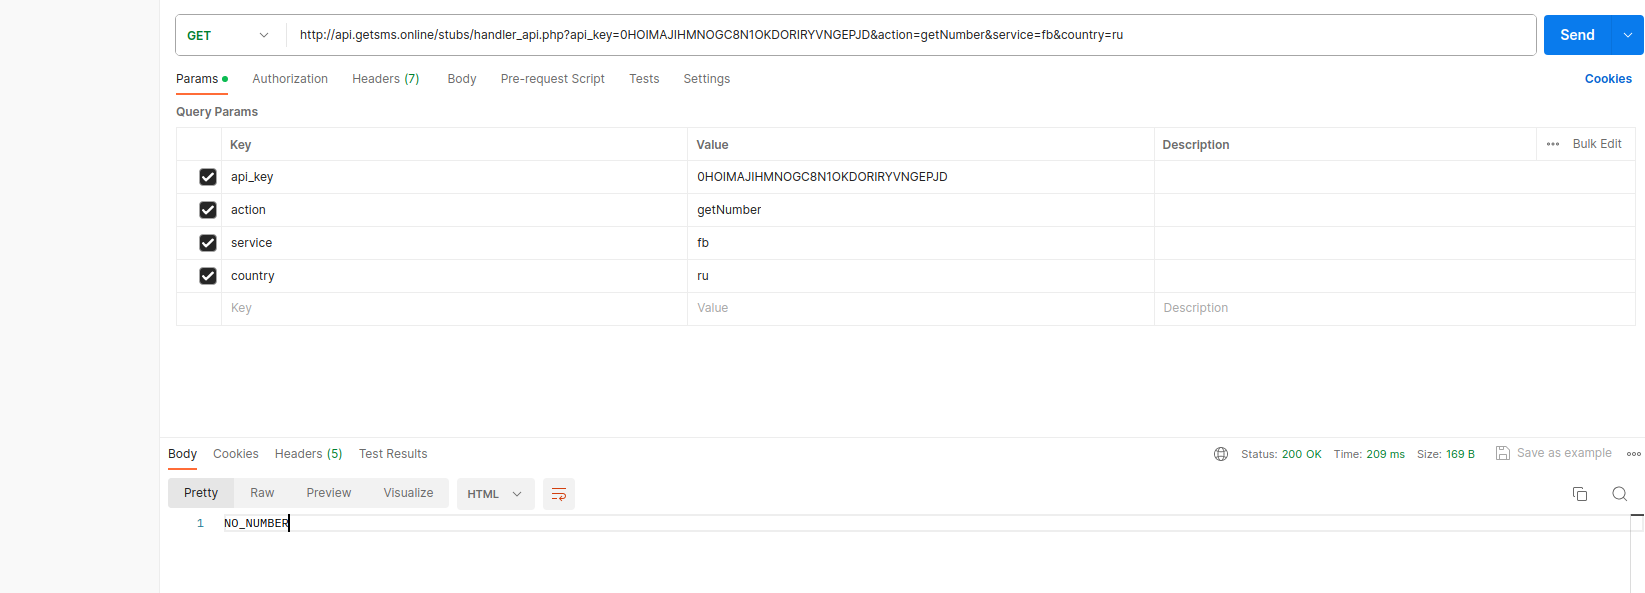 GET http://api.getsms.online/stubs/handler_api.php?api_key=0HOIMAJIHMNOGC8N1OKDORIRYVNGEPJD&action=getNumber&service=fb&country=ru Send
Params Authorization Headers (7) Body Pre-request Script Tests Settings Cookies
Query Params
Key Value Description Bulk Edit
api_key 0HOIMAJIHMNOGC8N1OKDORIRYVNGEPJD
action getNumber
service fb
country ru
Key Value Description
Body Cookies Headers (5) Test Results Status: 200 OK Time: 209 ms Size: 169 B Save as example
Pretty Raw Preview Visualize HTML
1 NO_NUMBER